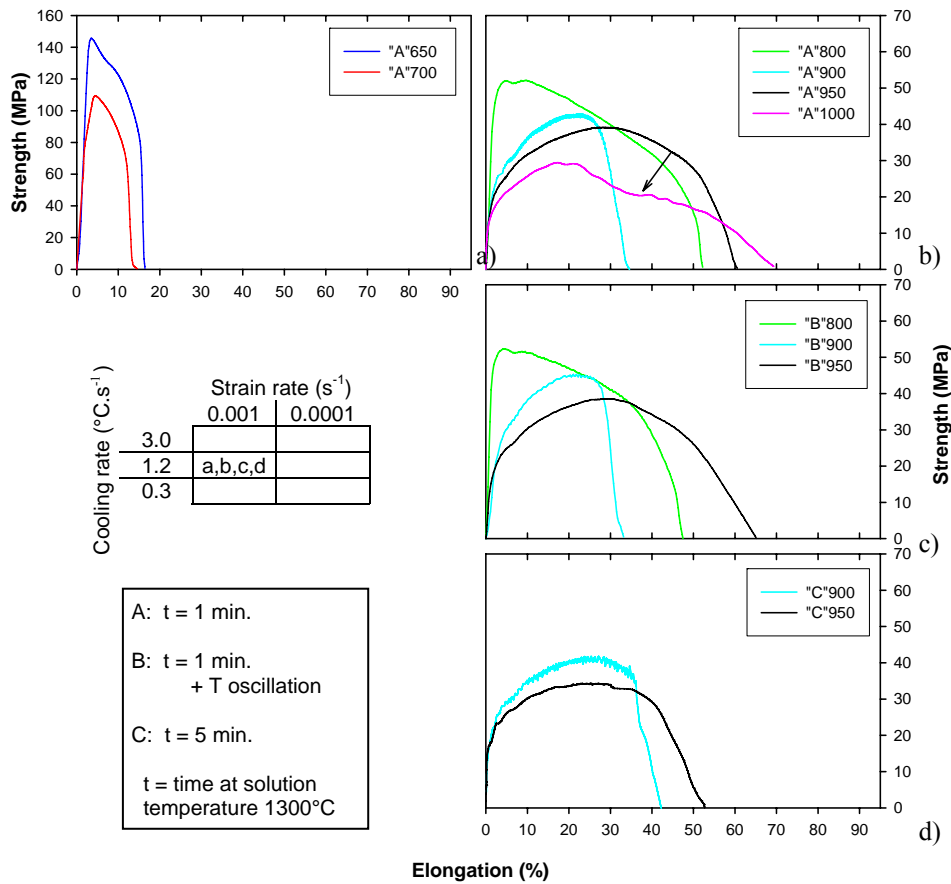 160
140
120
100
80
60
40
20
0
Strength (MPa)
"A"650
"A"700
0 10 20 30 40 50 60 70 80 90
a)
"A"800
"A"900
"A"950
"A"1000
70
60
50
40
30
20
10
0
b)
"B"800
"B"900
"B"950
70
60
50
40
30
20
10
0
Strength (MPa)
c)
Strain rate (s-1)
0.001 0.0001
Cooling rate (°C.s-1)
3.0
1.2 a,b,c,d
0.3
A: t = 1 min.
B: t = 1 min.
+ T oscillation
C: t = 5 min.
t = time at solution
temperature 1300°C
"C"900
"C"950
70
60
50
40
30
20
10
0
0 10 20 30 40 50 60 70 80 90
d)
Elongation (%)